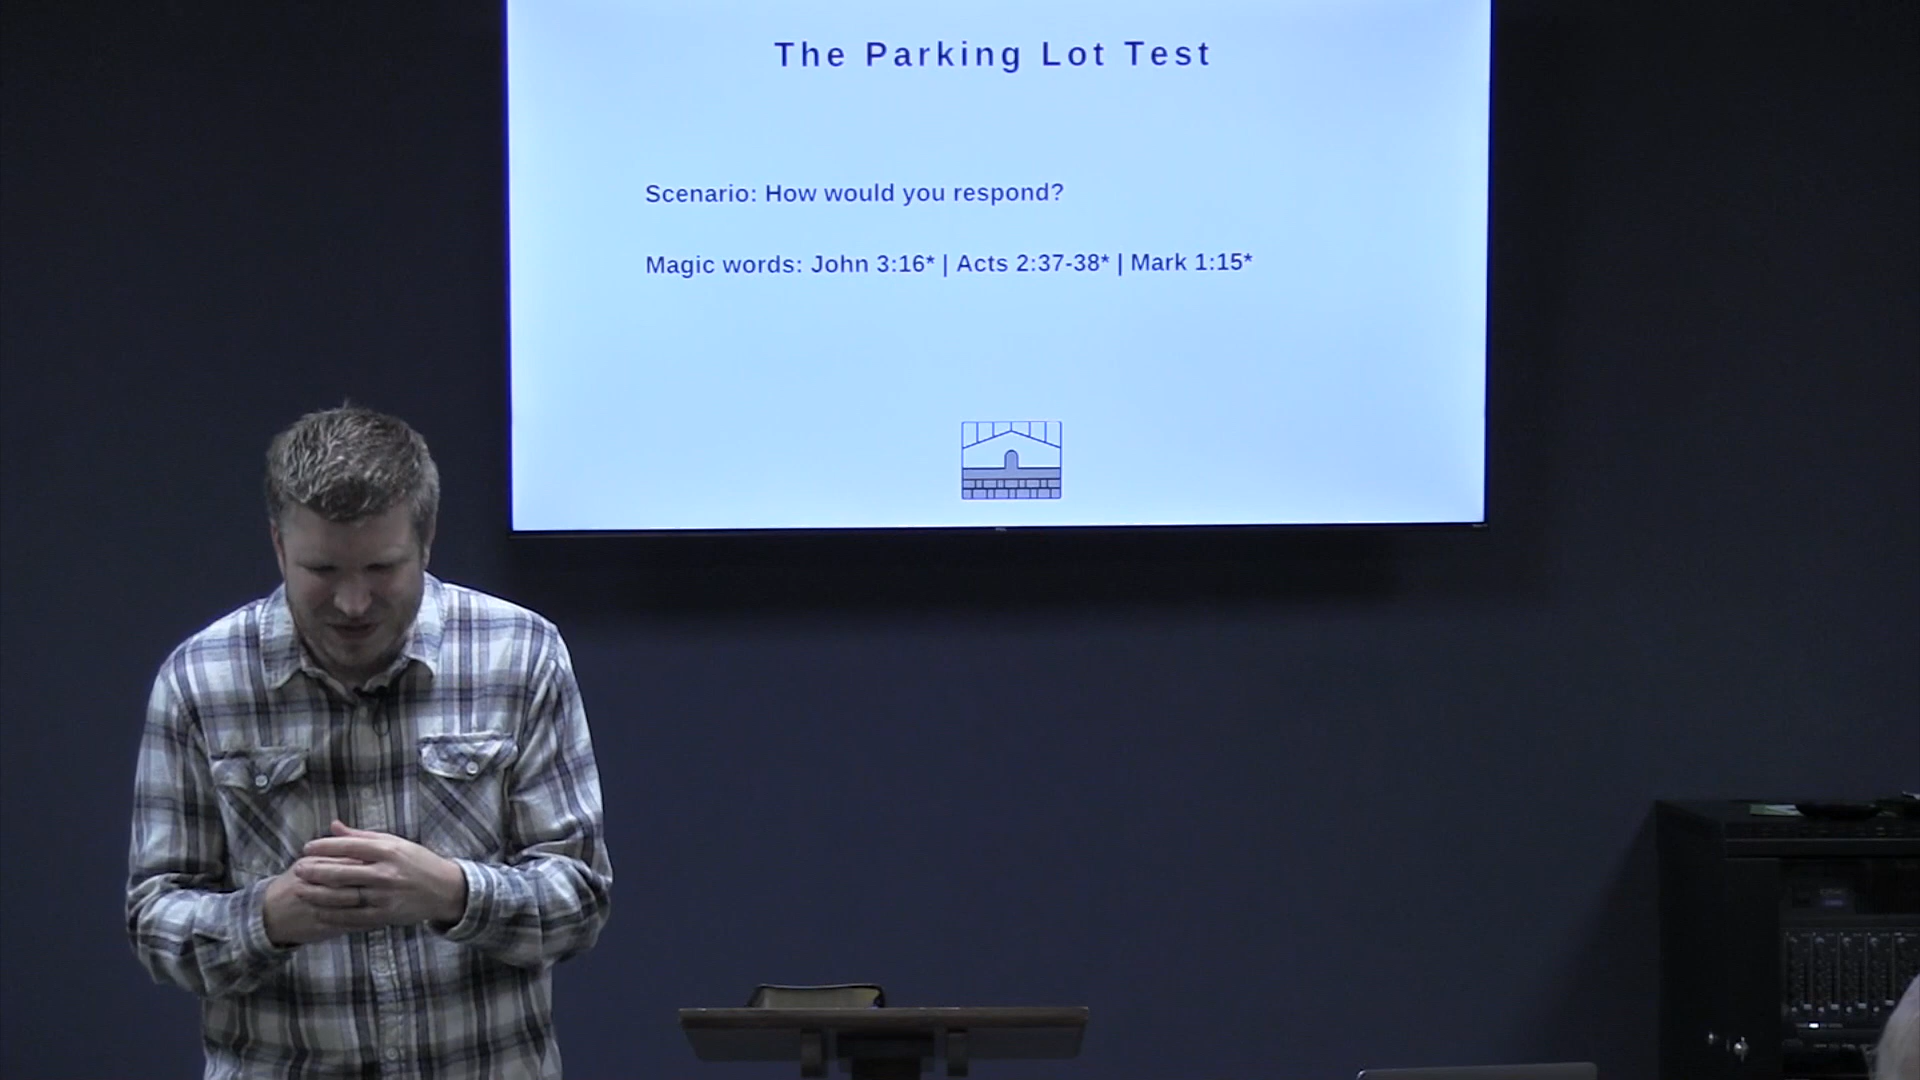 The Parking Lot Test
Scenario: How would you respond?
Magic words: John 3:16* | Acts 2:37-38* | Mark 1:15*